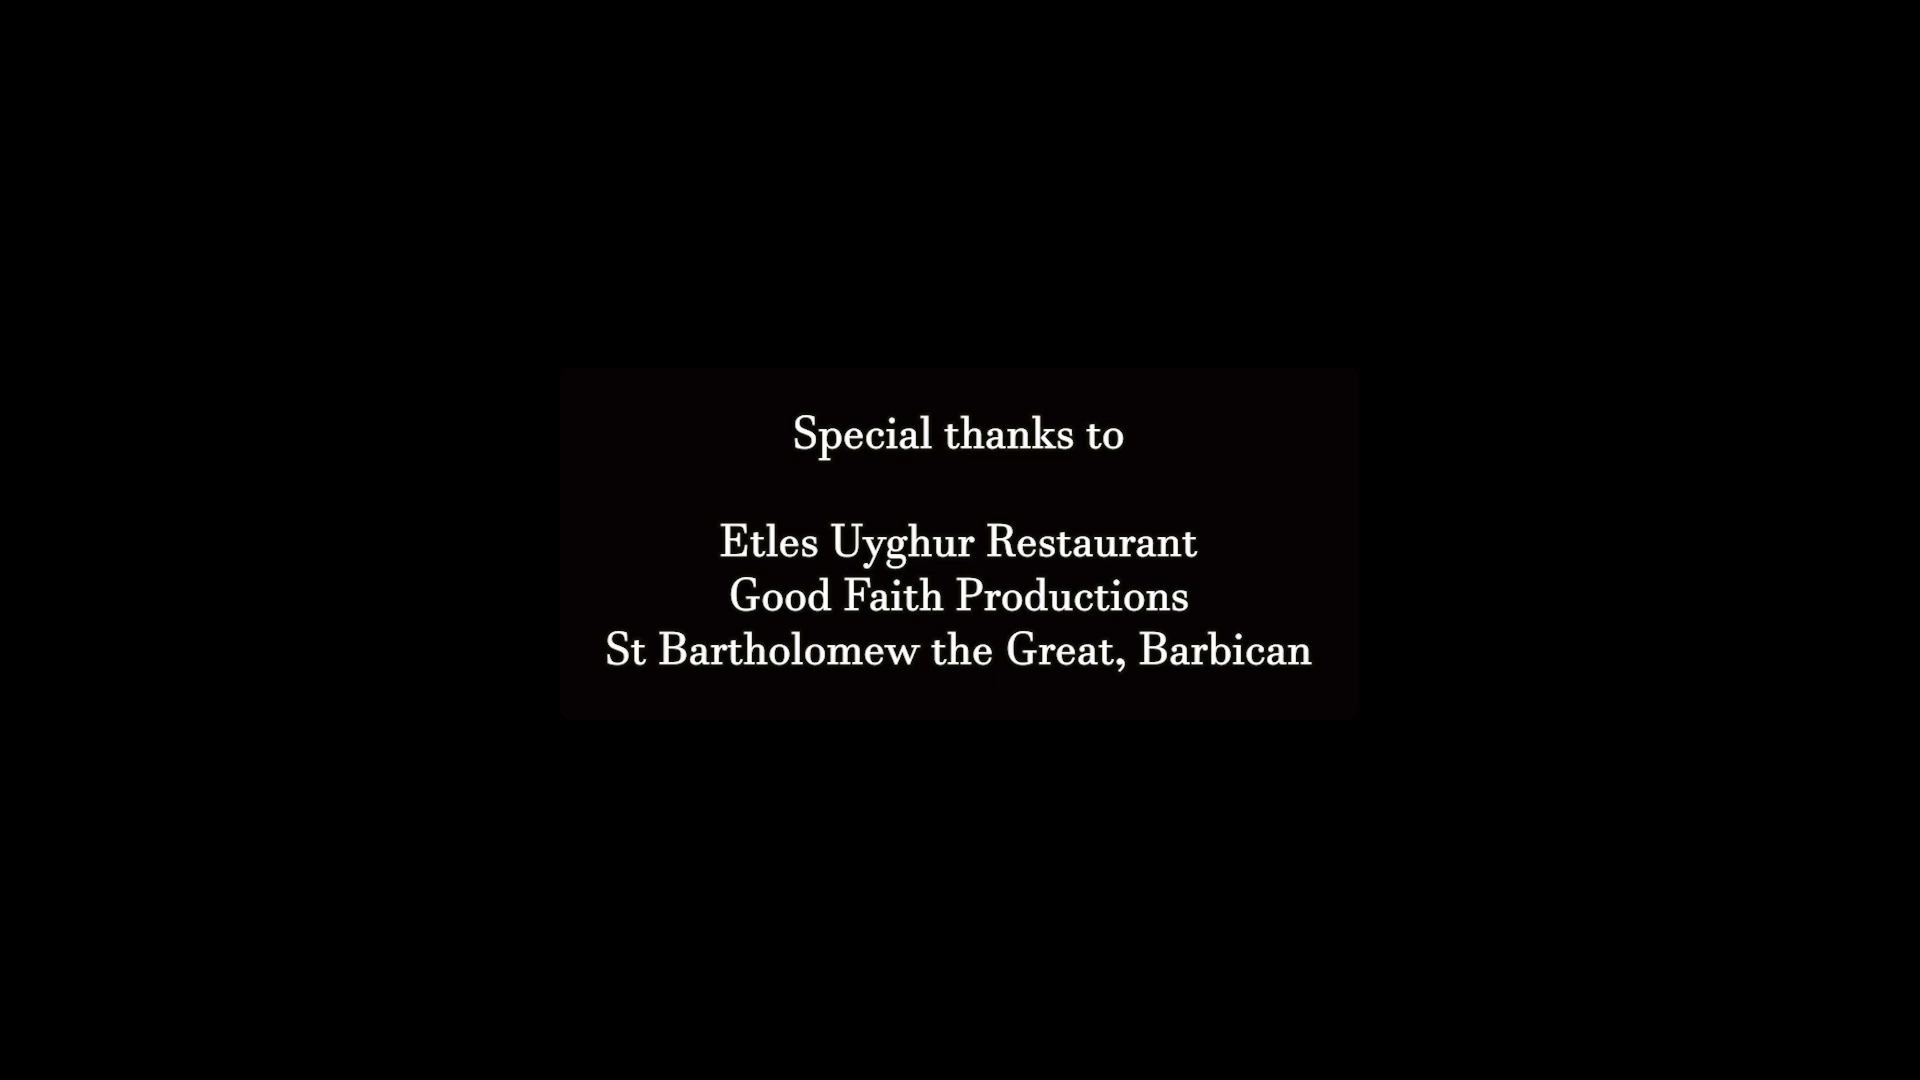 Special thanks to
Etles Uyghur Restaurant
Good Faith Productions
St Bartholomew the Great, Barbican